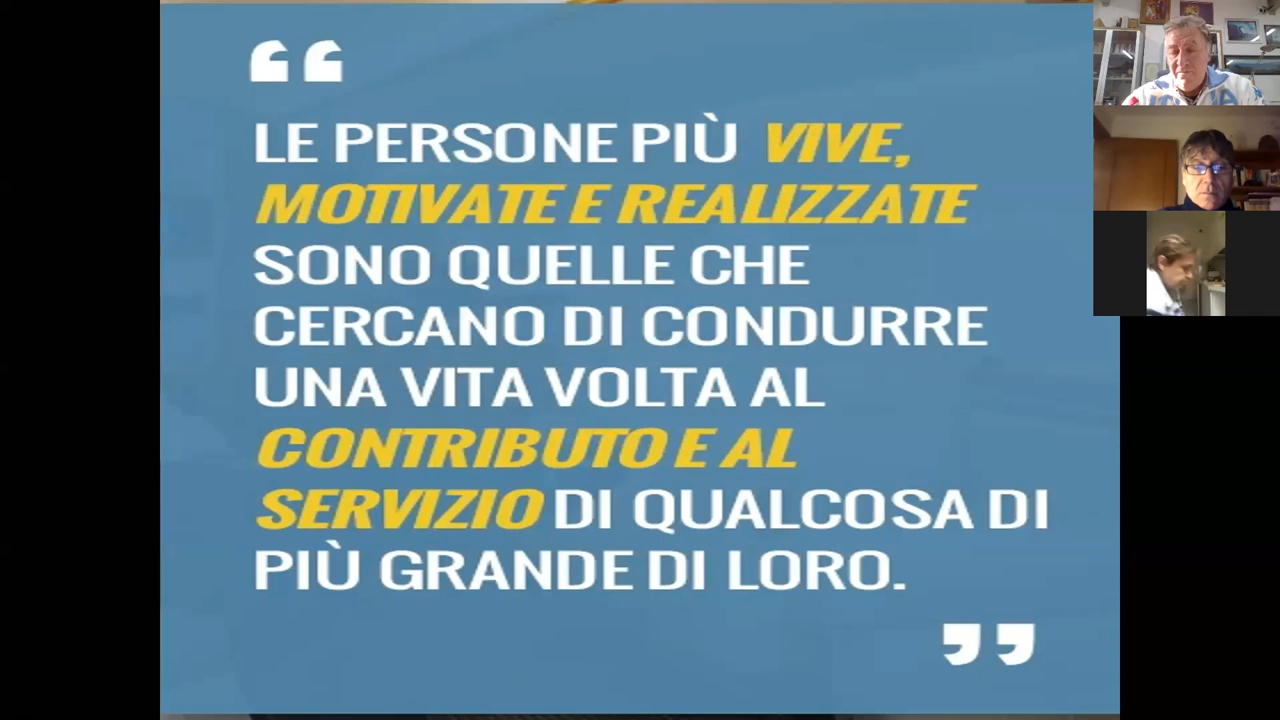 “
LE PERSONE PIÙ VIVE,
MOTIVATE E REALIZZATE
SONO QUELLE CHE
CERCANO DI CONDURRE
UNA VITA VOLTA AL
CONTRIBUTO E AL
SERVIZIO DI QUALCOSA DI
PIÙ GRANDE DI LORO.
”